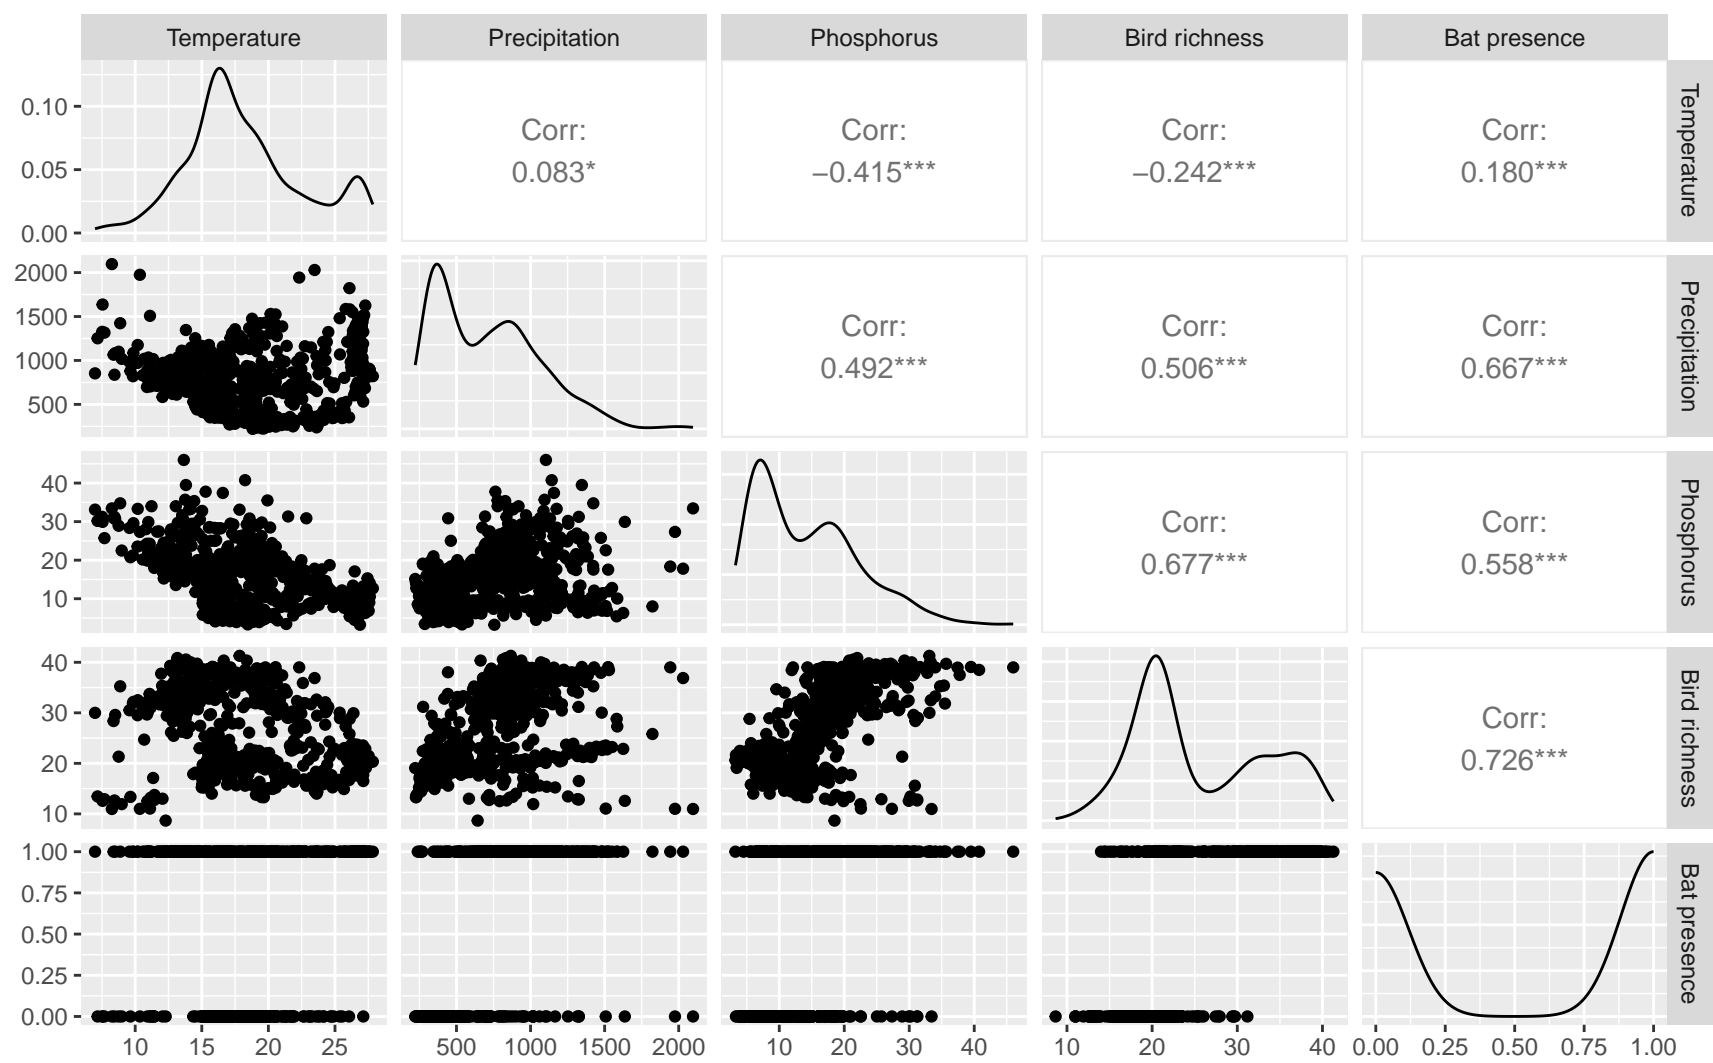 Temperature Precipitation Phosphorus Bird richness Bat presence
0.10
0.05
0.00
Corr:
0.083*
Corr:
−0.415***
Corr:
−0.242***
Corr:
0.180***
Temperature
2000
1500
1000
500
Corr:
0.492***
Corr:
0.506***
Corr:
0.667***
Precipitation
40
30
20
10
Corr:
0.677***
Corr:
0.558***
Phosphorus
40
30
20
10
Corr:
0.726***
Bird richness
1.00
0.75
0.50
0.25
0.00
Bat presence
10 15 20 25 500 1000 1500 2000 10 20 30 40 10 20 30 40 0.00 0.25 0.50 0.75 1.00